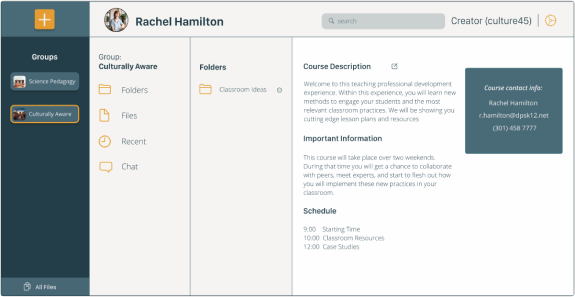 Rachel Hamilton
search
Creator (culture45)
Groups
Science Pedagogy
Culturally Aware
All Files
Group:
Culturally Aware
Folders
Files
Recent
Chat
Folders
Classroom Ideas
Course Description
Welcome to this teaching professional development
experience. Within this experience, you will learn new
methods to engage your students and the most
relevant classroom practices. We will be showing you
cutting edge lesson plans and resources
Important Information
This course will take place over two weekends.
During that time you will get a chance to collaborate
with peers, meet experts, and start to flesh out how
you will implement these new practices in your
classroom.
Schedule
9:00 Starting Time
10:00 Classroom Resources
12:00 Case Studies
Course contact info:
Rachel Hamilton
r.hamilton@dpsk12.net
(301) 458 7777